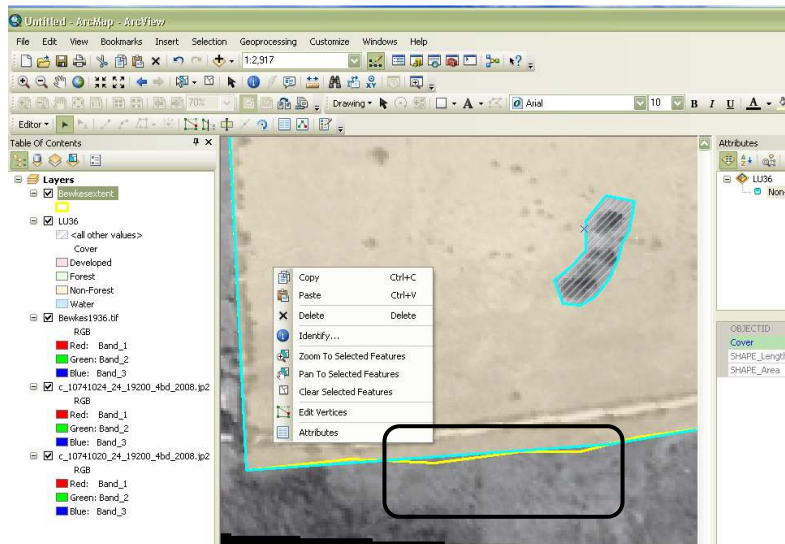 Untitled - ArcMap - ArcView
File Edit View Bookmarks Insert Selection Geoprocessing Customize Windows Help
1:2,917
70% Drawing A Arial 10 B I U A
Editor
Table Of Contents
Attributes
Layers
Bewkesextent
LU36
<all other values>
Cover
Developed
Forest
Non-Forest
Water
Bewkes1936.tif
RGB
Red: Band_1
Green: Band_2
Blue: Band_3
c_10741024_24_19200_4bd_2008.jp2
RGB
Red: Band_1
Green: Band_2
Blue: Band_3
c_10741020_24_19200_4bd_2008.jp2
RGB
Red: Band_1
Green: Band_2
Blue: Band_3
Copy Ctrl+C
Paste Ctrl+V
Delete Delete
Identify...
Zoom To Selected Features
Pan To Selected Features
Clear Selected Features
Edit Vertices
Attributes
LU36
Non-
OBJECTID
Cover
SHAPE_Length
SHAPE_Area